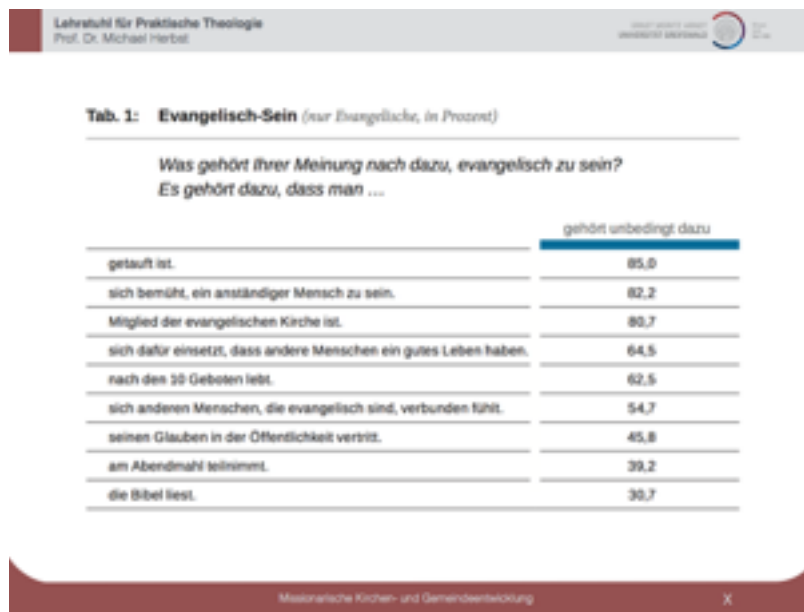 Lehrstuhl für Praktische Theologie
Prof. Dr. Michael Herbst
UNIVERSITÄT GREIFSWALD
Tab. 1: Evangelisch-Sein (nur Evangelische, in Prozent)
Was gehört Ihrer Meinung nach dazu, evangelisch zu sein?
Es gehört dazu, dass man …
gehört unbedingt dazu
getauft ist. 85,0
sich bemüht, ein anständiger Mensch zu sein. 82,2
Mitglied der evangelischen Kirche ist. 80,7
sich dafür einsetzt, dass andere Menschen ein gutes Leben haben. 64,5
nach den 10 Geboten lebt. 62,5
sich anderen Menschen, die evangelisch sind, verbunden fühlt. 54,7
seinen Glauben in der Öffentlichkeit vertritt. 45,8
am Abendmahl teilnimmt. 39,2
die Bibel liest. 30,7
Missionarische Kirchen- und Gemeindeentwicklung X